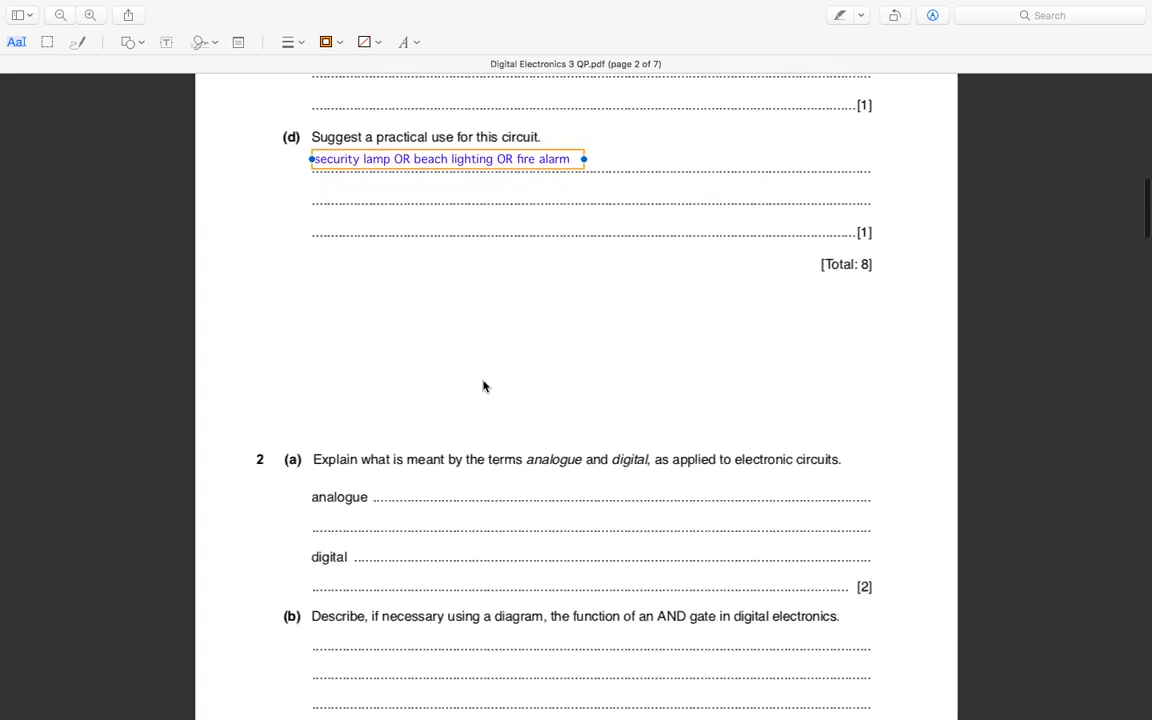 Search
AaI
A
Digital Electronics 3 QP.pdf (page 2 of 7)
[1]
(d) Suggest a practical use for this circuit.
security lamp OR beach lighting OR fire alarm
[1]
[Total: 8]
2 (a) Explain what is meant by the terms analogue and digital, as applied to electronic circuits.
analogue
digital
[2]
(b) Describe, if necessary using a diagram, the function of an AND gate in digital electronics.